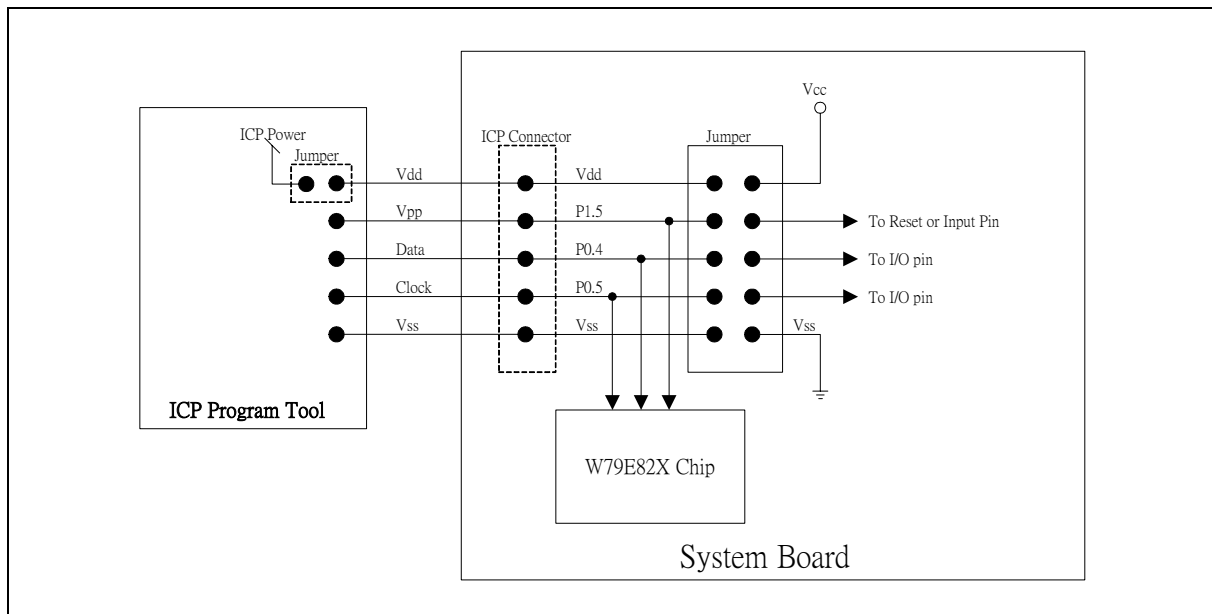 Vcc
ICP Power
Jumper
ICP Connector
Jumper
Vdd
Vdd
Vpp
P1.5
To Reset or Input Pin
Data
P0.4
To I/O pin
Clock
P0.5
To I/O pin
Vss
Vss
Vss
ICP Program Tool
W79E82X Chip
System Board